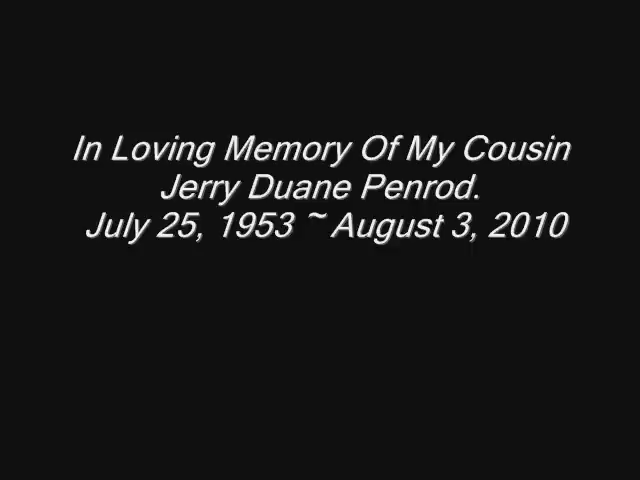 In Loving Memory Of My Cousin
Jerry Duane Penrod.
July 25, 1953 ~ August 3, 2010